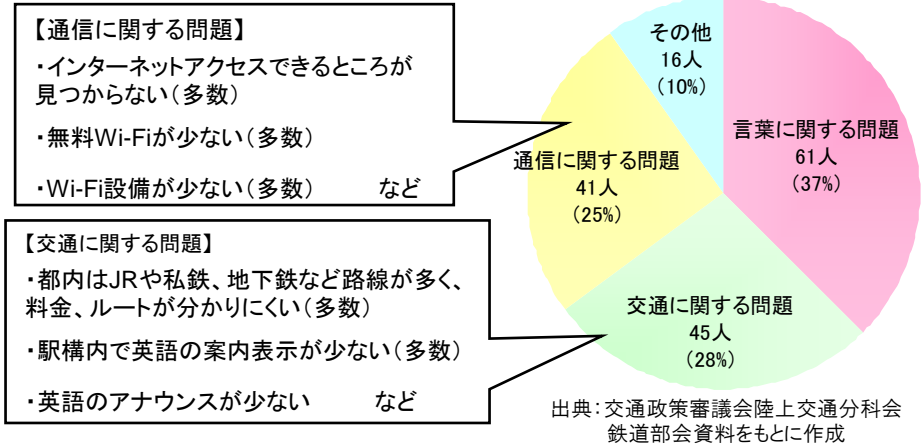 【通信に関する問題】
・インターネットアクセスできるところが
見つからない（多数）
・無料Wi-Fiが少ない（多数）
・Wi-Fi設備が少ない（多数）　　など
【交通に関する問題】
・都内はJRや私鉄、地下鉄など路線が多く、
料金、ルートが分かりにくい（多数）
・駅構内で英語の案内表示が少ない（多数）
・英語のアナウンスが少ない　　など
その他
16人
（10%）
言葉に関する問題
61人
（37%）
通信に関する問題
41人
（25%）
交通に関する問題
45人
（28%）
出典：交通政策審議会陸上交通分科会
鉄道部会資料をもとに作成